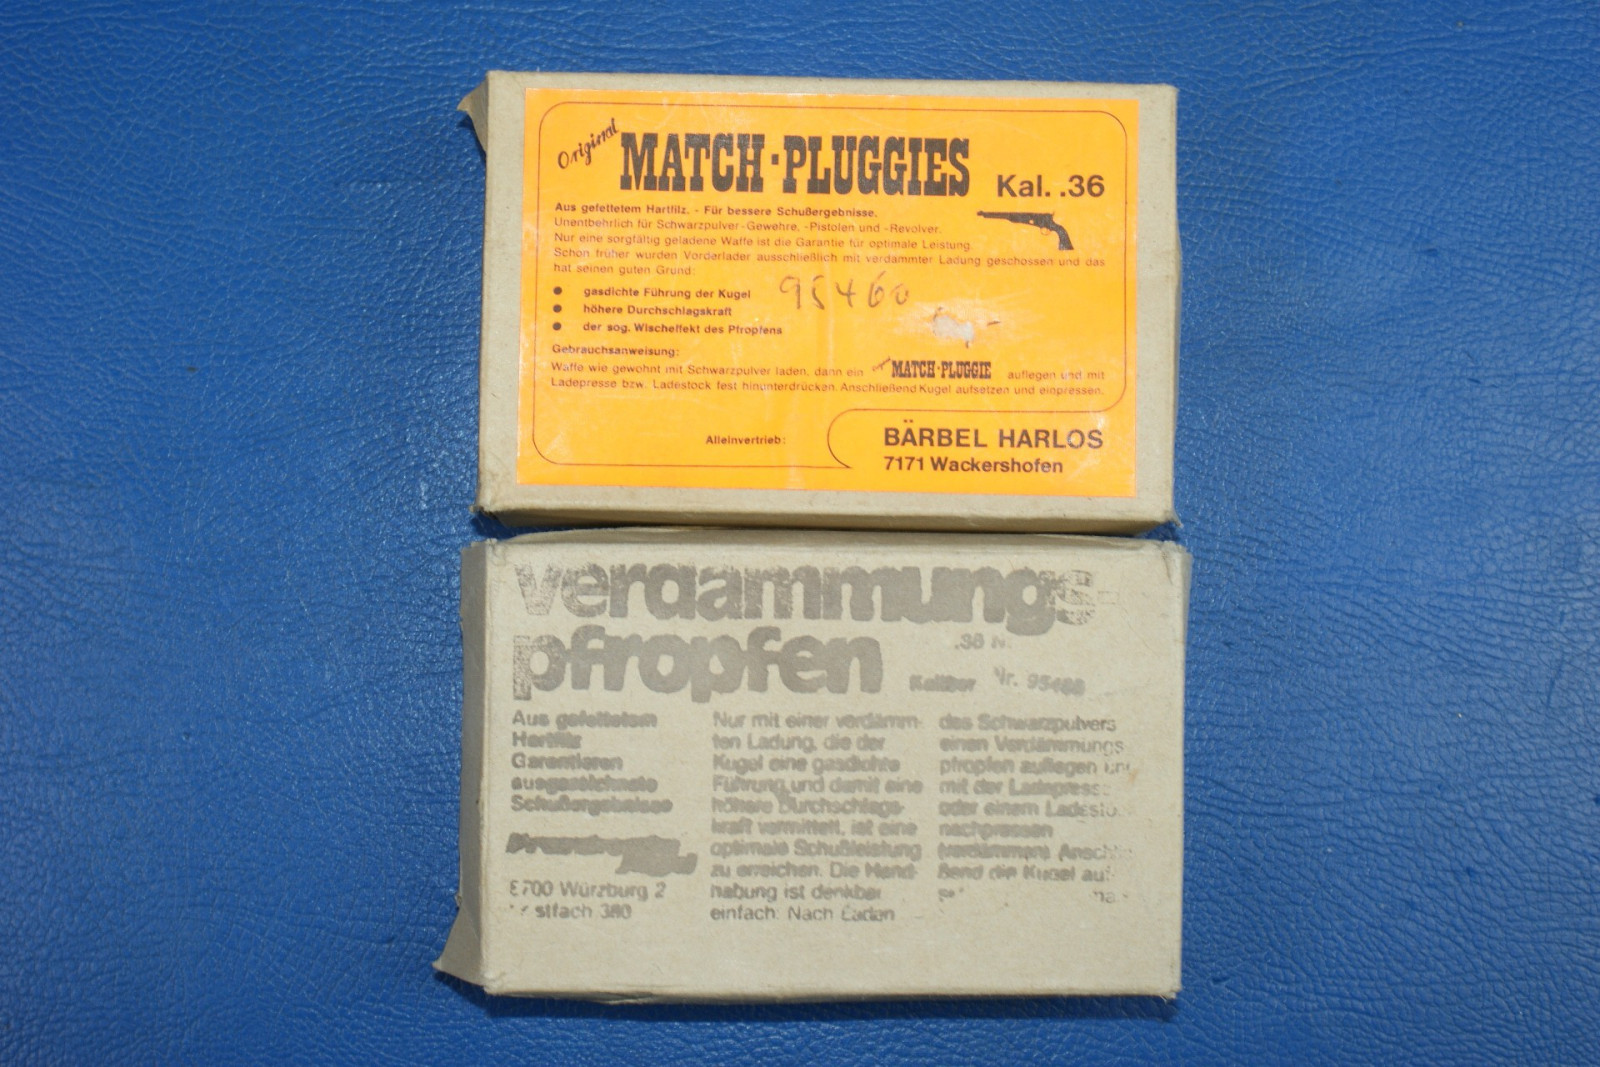 Original MATCH·PLUGGIES Kal. .36
Aus gefettetem Hartfilz. - Für bessere Schußergebnisse.
Unentbehrlich für Schwarzpulver-Gewehre, -Pistolen und -Revolver.
Nur eine sorgfältig geladene Waffe ist die Garantie für optimale Leistung.
Schon früher wurden Vorderlader ausschließlich mit verdammter Ladung geschossen und das
hat seinen guten Grund:
● gasdichte Führung der Kugel
95460
● höhere Durchschlagskraft
● der sog. Wischeffekt des Pfropfens
Gebrauchsanweisung:
Waffe wie gewohnt mit Schwarzpulver laden, dann ein Original MATCH·PLUGGIE auflegen und mit
Ladepresse bzw. Ladestock fest hinunterdrücken. Anschließend Kugel aufsetzen und einpressen.
Alleinvertrieb:
BÄRBEL HARLOS
7171 Wackershofen
verdämmungs-
pfropfen
.36
Kaliber Nr.
Aus gefettetem
Hartfilz
Garantieren
ausgezeichnete
Schußergebnisse
8700 Würzburg 2
380
Nur mit einer verdämm-
ten Ladung, die der
Kugel eine gasdichte
Führung und damit eine
höhere Durchschlags-
kraft vermittelt, ist eine
optimale Schußleistung
zu erreichen. Die Hand-
habung ist denkbar
einfach: Nach Laden
des Schwarzpulvers
einen Verdämmungs
pfropfen auflegen
mit der Ladepresse
oder einem
nachpressen
(verdämmen)
die Kugel auf-